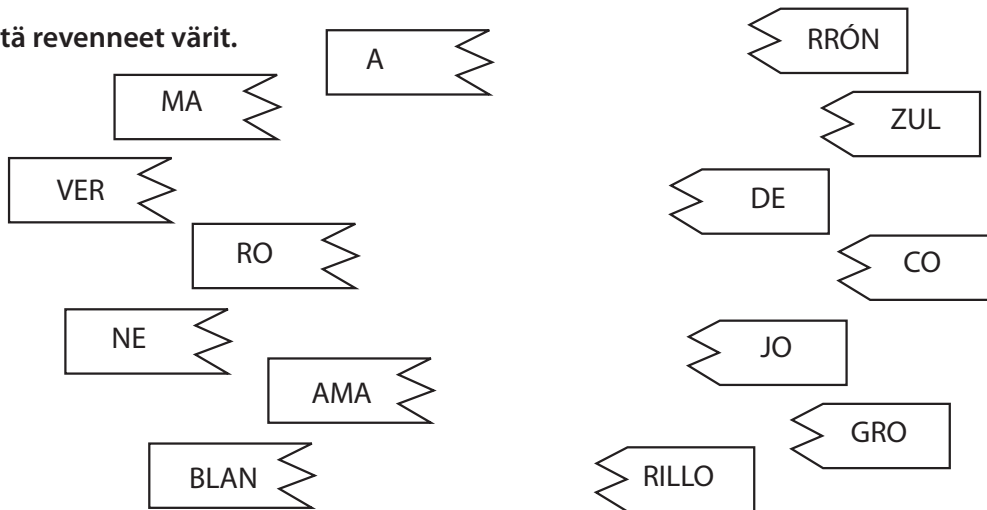 tä revenneet värit.
A
MA
VER
RO
NE
AMA
BLAN
RRÓN
ZUL
DE
CO
JO
GRO
RILLO